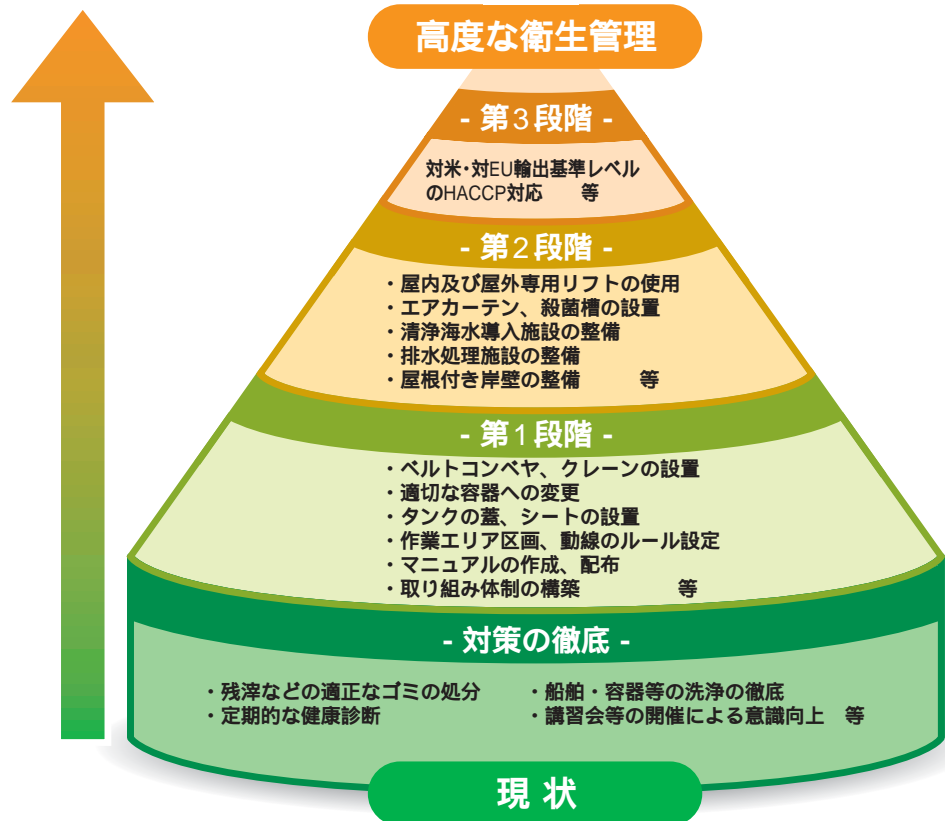 高度な衛生管理
- 第3段階 -
対米・対EU輸出基準レベル
のHACCP対応　　等
- 第2段階 -
・屋内及び屋外専用リフトの使用
・エアカーテン、殺菌槽の設置
・清浄海水導入施設の整備
・排水処理施設の整備
・屋根付き岸壁の整備　　　等
- 第1段階 -
・ベルトコンベヤ、クレーンの設置
・適切な容器への変更
・タンクの蓋、シートの設置
・作業エリア区画、動線のルール設定
・マニュアルの作成、配布
・取り組み体制の構築　　　　　等
- 対策の徹底 -
・残滓などの適正なゴミの処分　　・船舶・容器等の洗浄の徹底
・定期的な健康診断　　・講習会等の開催による意識向上　等
現 状